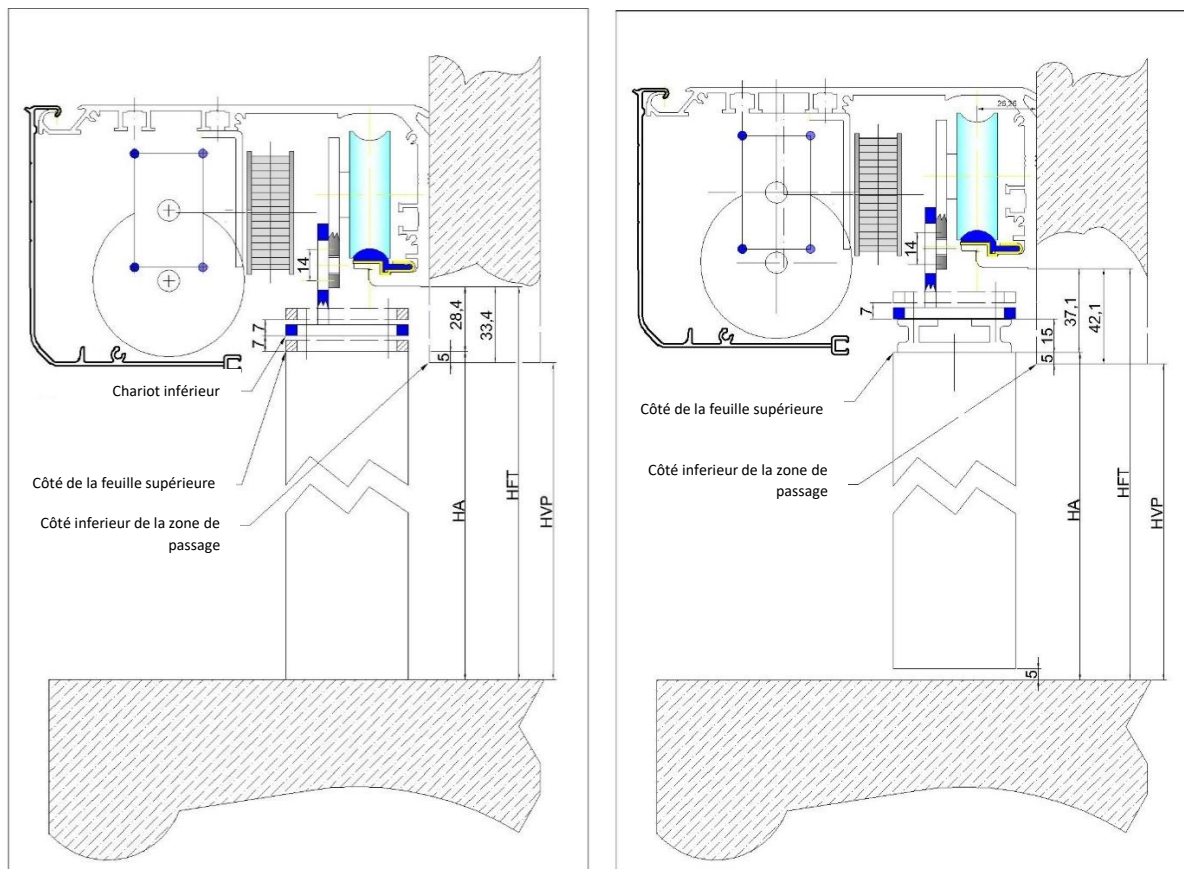 14
7
7
28,4
33,4
5
Chariot inférieur
Côté de la feuille supérieure
Côté inferieur de la zone de
passage
HA
HFT
HVP
26,26
14
7
15
5
37,1
42,1
Côté de la feuille supérieure
Côté inferieur de la zone de
passage
HA
HFT
HVP
5